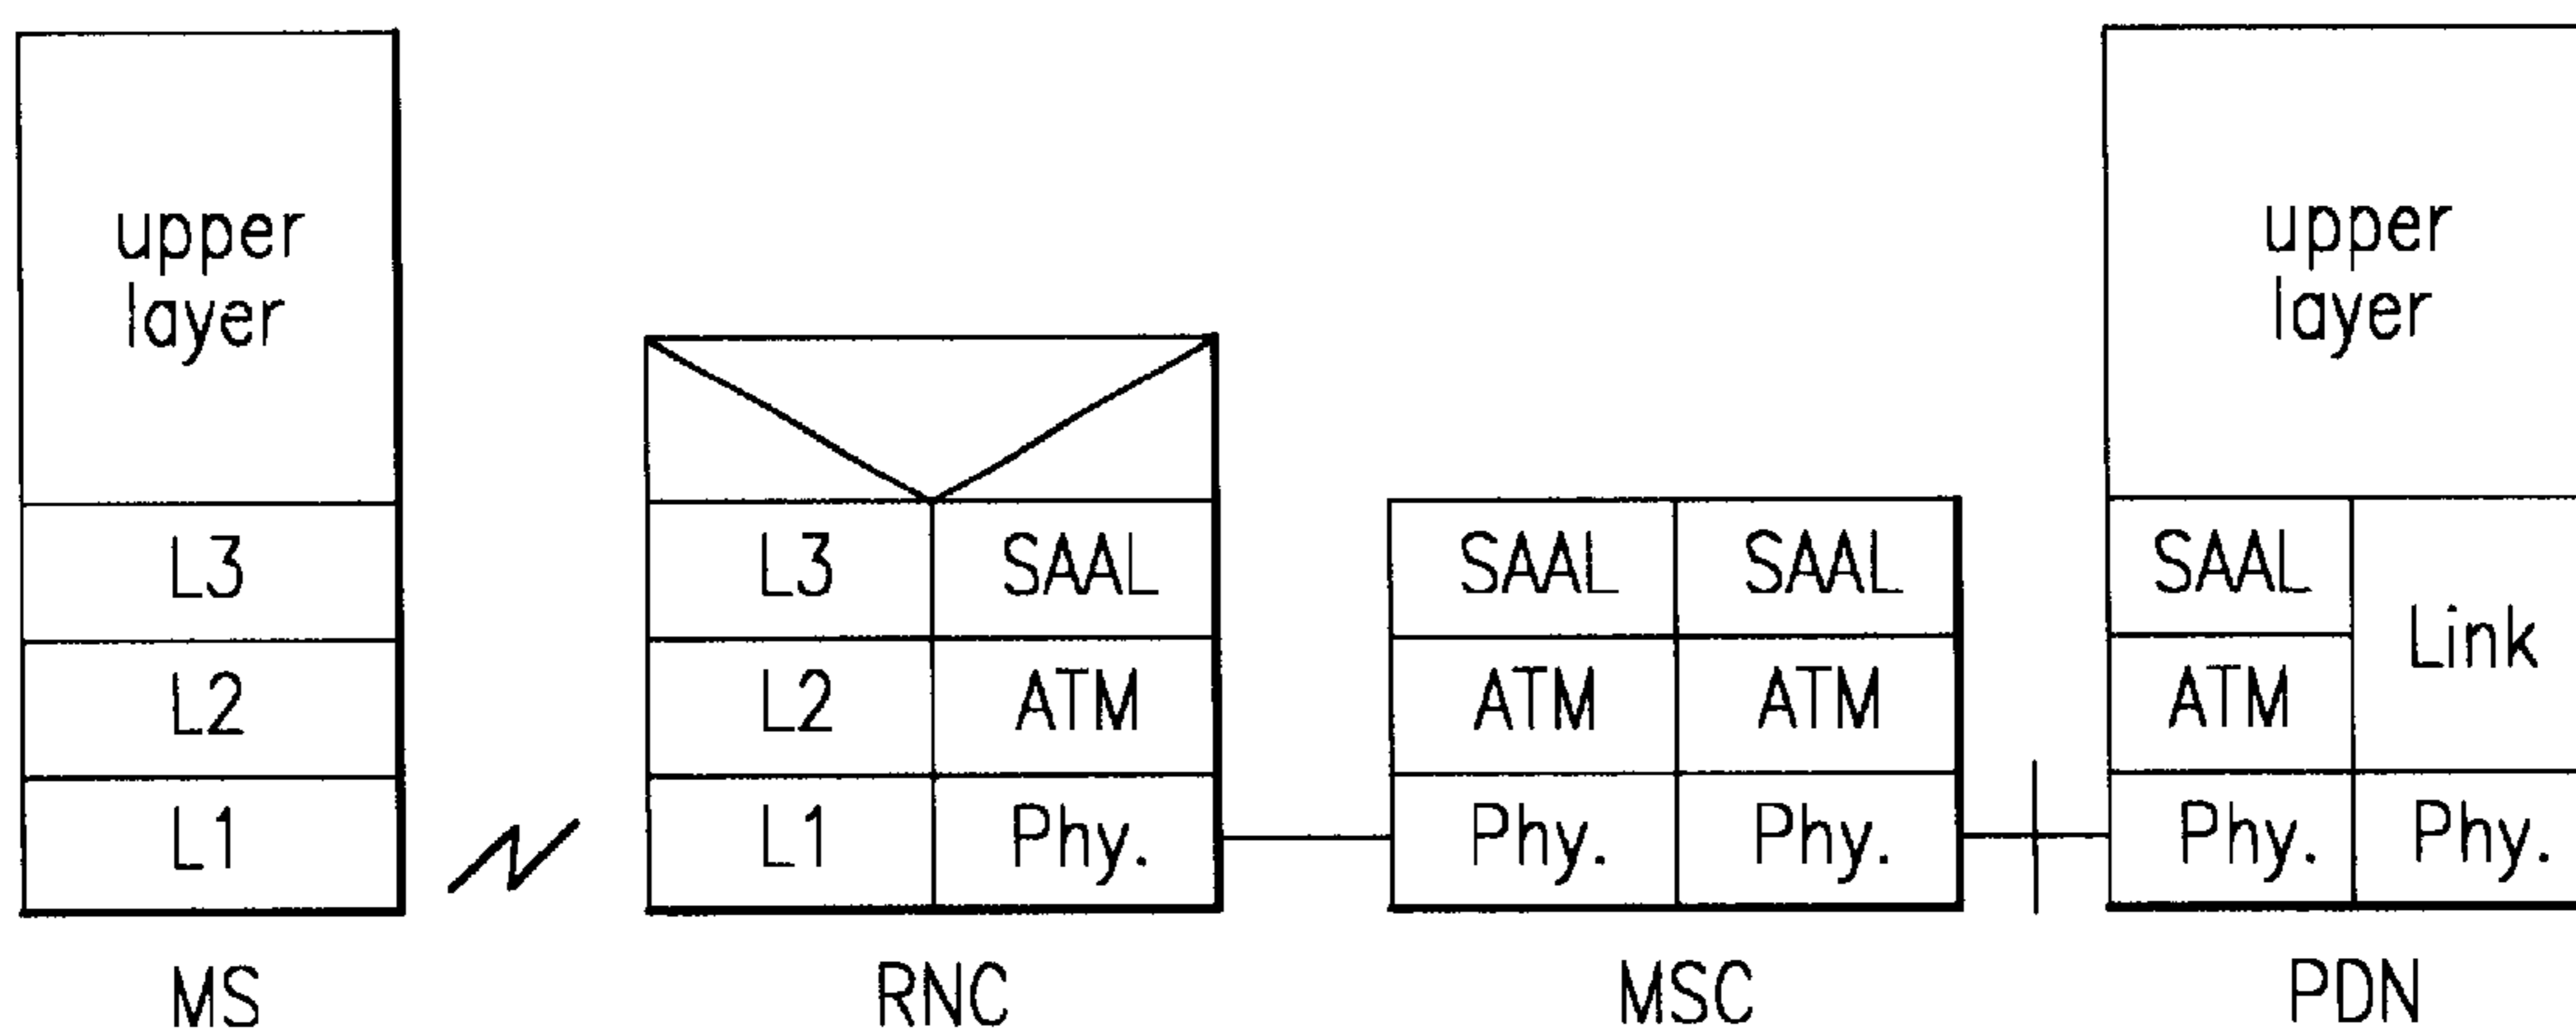 upper
layer
upper
layer
L3
L3 SAAL
SAAL SAAL
SAAL
Link
L2
L2 ATM
ATM ATM
ATM
L1
L1 Phy.
Phy. Phy.
Phy. Phy.
MS
RNC
MSC
PDN